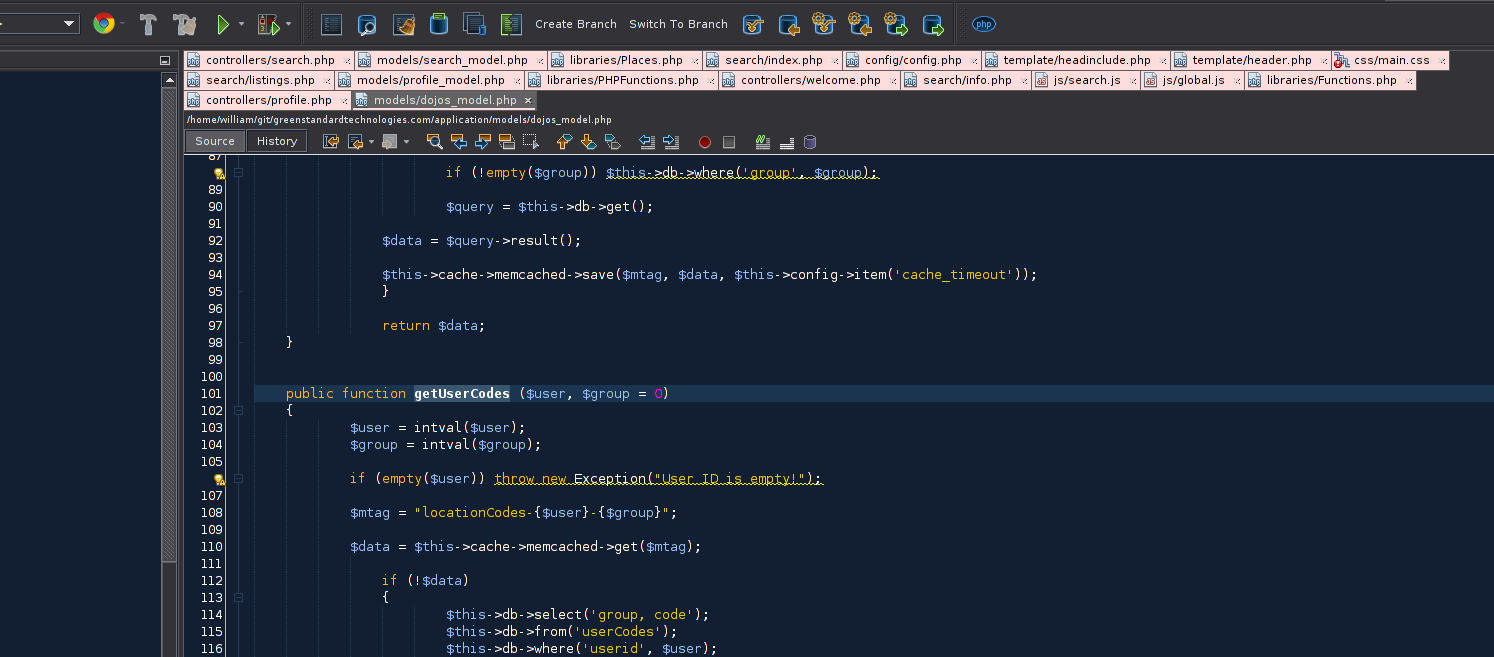 Create Branch Switch To Branch php
controllers/search.php models/search_model.php libraries/Places.php search/index.php config/config.php template/headinclude.php template/header.php css/main.css
search/listings.php models/profile_model.php libraries/PHPFunctions.php controllers/welcome.php search/info.php js/search.js js/global.js libraries/Functions.php
controllers/profile.php models/dojos_model.php
/home/william/git/greenstandardtechnologies.com/application/models/dojos_model.php
Source History
87
if (!empty($group)) $this->db->where('group', $group);
89
90 $query = $this->db->get();
91
92 $data = $query->result();
93
94 $this->cache->memcached->save($mtag, $data, $this->config->item('cache_timeout'));
95 }
96
97 return $data;
98 }
99
100
101 public function getUserCodes ($user, $group = 0)
102 {
103 $user = intval($user);
104 $group = intval($group);
105
if (empty($user)) throw new Exception("User ID is empty!");
107
108 $mtag = "locationCodes-{$user}-{$group}";
109
110 $data = $this->cache->memcached->get($mtag);
111
112 if (!$data)
113 {
114 $this->db->select('group, code');
115 $this->db->from('userCodes');
116 $this->db->where('userid', $user);